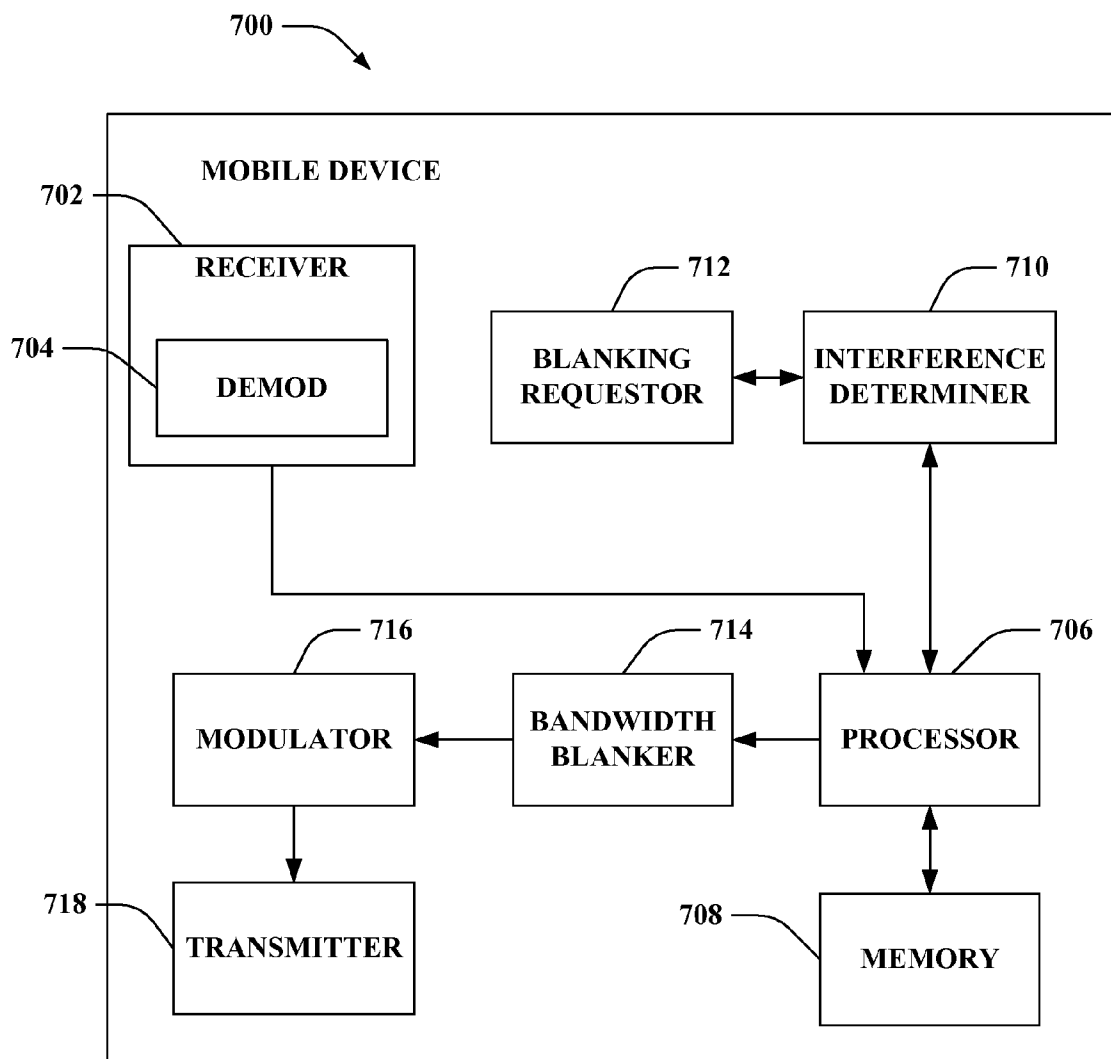 700
MOBILE DEVICE
702
RECEIVER
704
DEMOD
712
BLANKING
REQUESTOR
710
INTERFERENCE
DETERMINER
716
MODULATOR
714
BANDWIDTH
BLANKER
706
PROCESSOR
718
TRANSMITTER
708
MEMORY